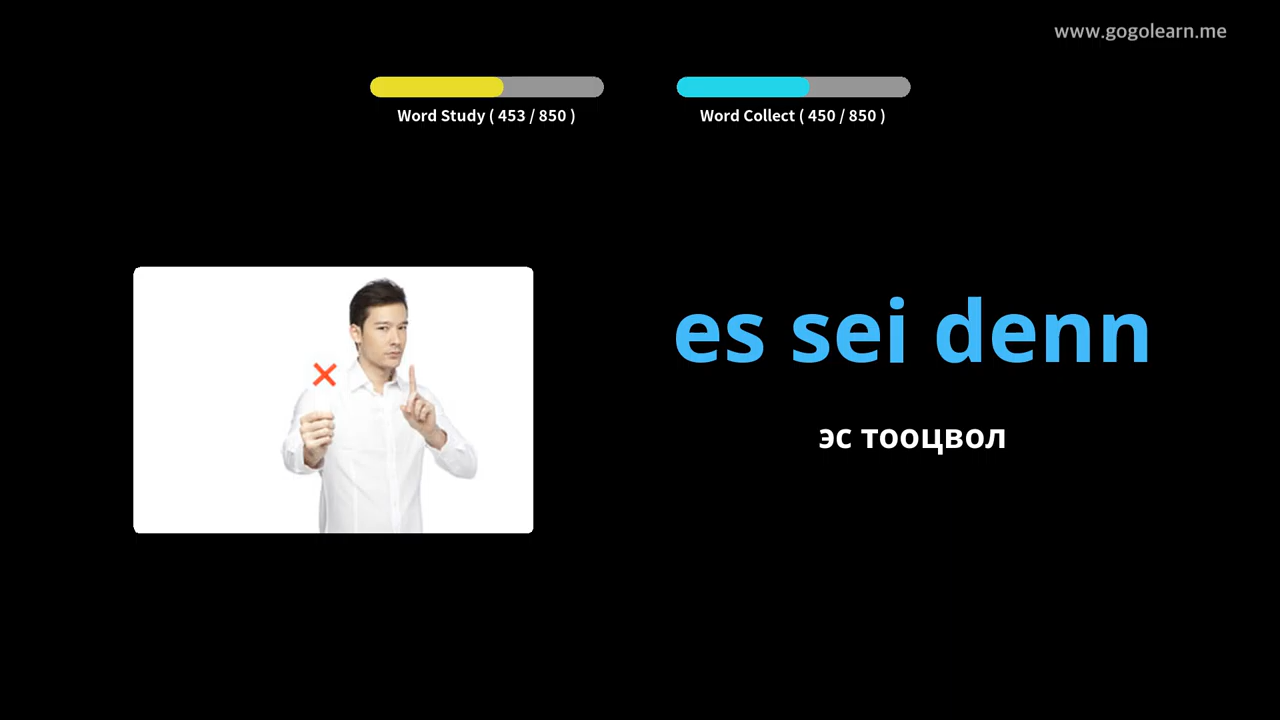 www.gogolearn.me
Word Study ( 453 / 850 )
Word Collect ( 450 / 850 )
es sei denn
эс тооцвол